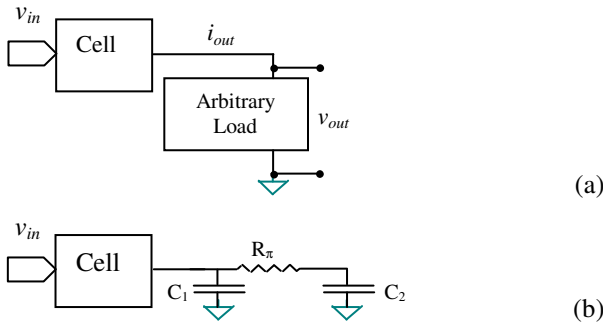 v_in
Cell
i_out
Arbitrary
Load
v_out
(a)
v_in
Cell
R_π
C_1
C_2
(b)